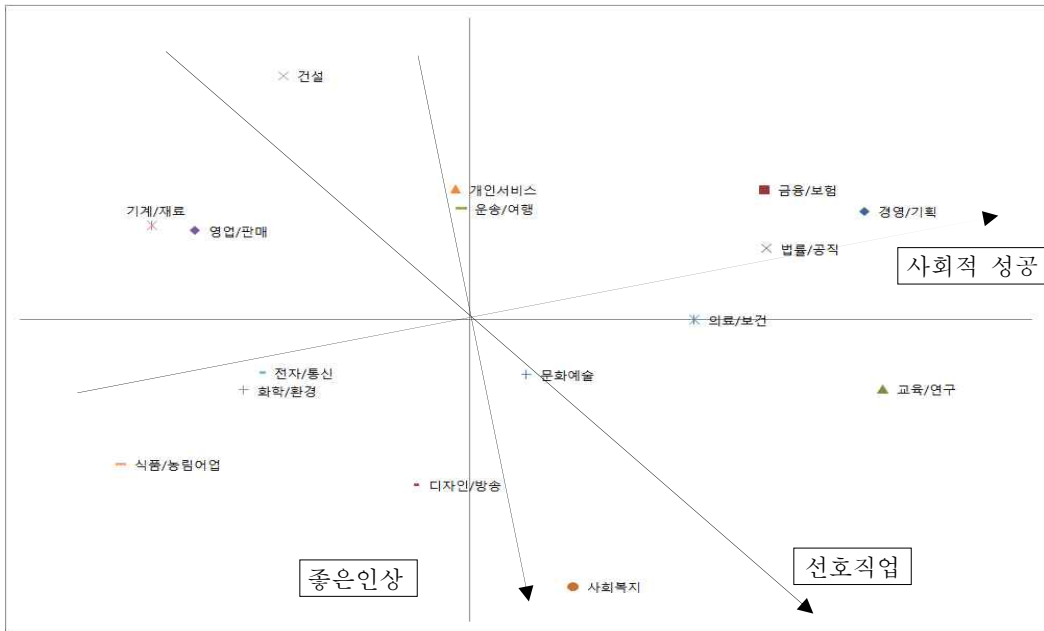 건설
개인서비스
금융/보험
운송/여행
경영/기획
기계/재료
영업/판매
법률/공직
사회적 성공
의료/보건
전자/통신
문화예술
화학/환경
교육/연구
식품/농림어업
디자인/방송
좋은인상
선호직업
사회복지